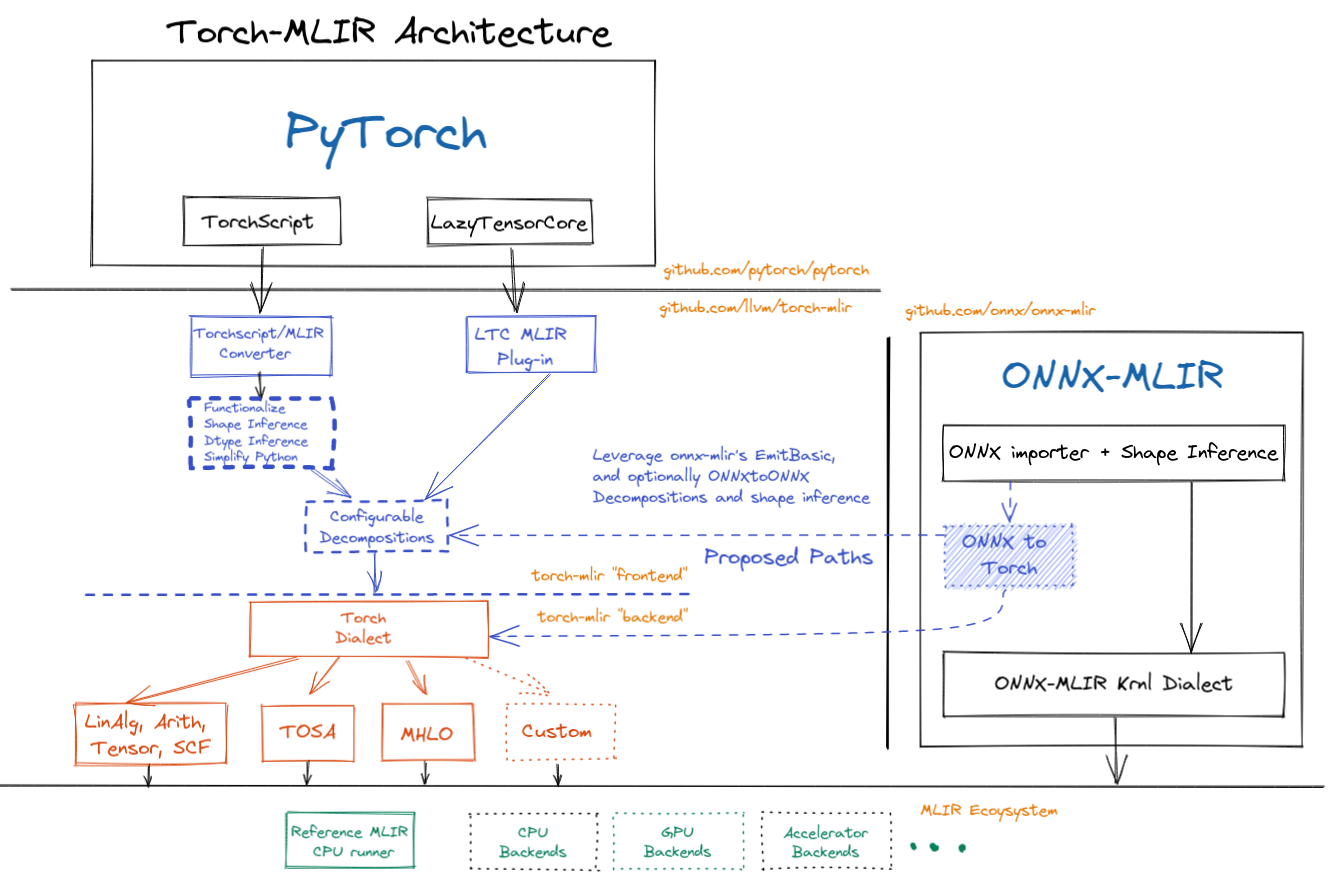 Torch-MLIR Architecture
PyTorch
TorchScript
LazyTensorCore
github.com/pytorch/pytorch
github.com/llvm/torch-mlir
github.com/onnx/onnx-mlir
Torchscript/MLIR
Converter
LTC MLIR
Plug-in
Functionalize
Shape Inference
Dtype Inference
Simplify Python
Configurable
Decompositions
Leverage onnx-mlir's EmitBasic,
and optionally ONNXtoONNX
Decompositions and shape inference
Proposed Paths
ONNX-MLIR
ONNX importer + Shape Inference
ONNX to
Torch
ONNX-MLIR Krnl Dialect
torch-mlir "frontend"
torch-mlir "backend"
Torch
Dialect
LinAlg, Arith,
Tensor, SCF
TOSA
MHLO
Custom
Reference MLIR
CPU runner
CPU
Backends
GPU
Backends
Accelerator
Backends
MLIR Ecoysystem